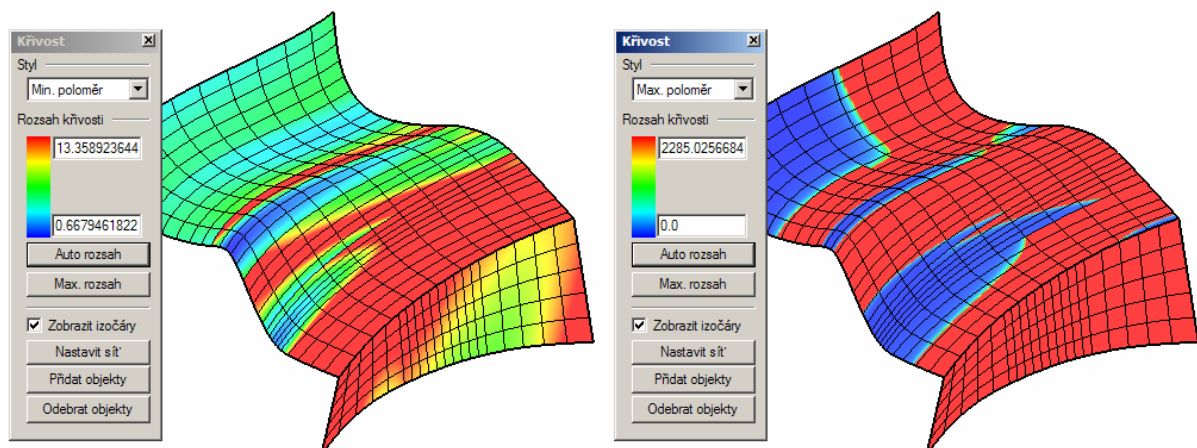 Křivost
Styl
Min. poloměr
Rozsah křivosti
13.358923644
0.6679461822
Auto rozsah
Max. rozsah
Zobrazit izočáry
Nastavit síť
Přidat objekty
Odebrat objekty
Křivost
Styl
Max. poloměr
Rozsah křivosti
2285.0256684
0.0
Auto rozsah
Max. rozsah
Zobrazit izočáry
Nastavit síť
Přidat objekty
Odebrat objekty